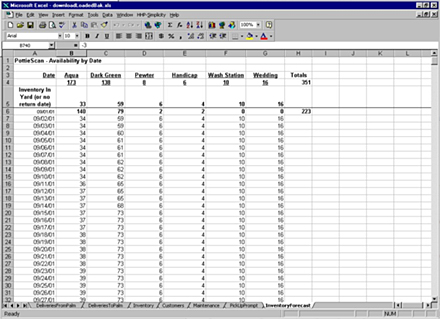 Microsoft Excel - downloadLoadedBak.xls
File Edit View Insert Format Tools Data Window HMP-Simplicity Help
Arial 10
B740 = -3
A B C D E F G H I J K L
1 PottieScan - Availability by Date
3 Date Aqua Dark Green Pewter Handicap Wash Station Wedding Totals
4 173 138 8 6 10 16 351
Inventory In
Yard (or no
5 return date) 33 59 6 4 10 16
6 09/01/01 140 79 2 2 0 0 223
7 09/02/01 34 59 6 4 10 16
8 09/03/01 34 59 6 4 10 16
9 09/04/01 34 60 6 4 10 16
10 09/05/01 34 61 6 4 10 16
11 09/06/01 34 61 6 4 10 16
12 09/07/01 34 61 6 4 10 16
13 09/08/01 34 62 6 4 10 16
14 09/09/01 34 62 6 4 10 16
15 09/10/01 34 62 6 4 10 16
16 09/11/01 36 65 6 4 10 16
17 09/12/01 37 65 6 4 10 16
18 09/13/01 37 65 6 4 10 16
19 09/14/01 37 68 6 4 10 16
20 09/15/01 37 73 6 4 10 16
21 09/16/01 37 73 6 4 10 16
22 09/17/01 37 73 6 4 10 16
23 09/18/01 37 73 6 4 10 16
24 09/19/01 37 73 6 4 10 16
25 09/20/01 37 73 6 4 10 16
26 09/21/01 38 73 6 4 10 16
27 09/22/01 38 73 6 4 10 16
28 09/23/01 38 73 6 4 10 16
29 09/24/01 39 73 6 4 10 16
30 09/25/01 39 73 6 4 10 16
31 09/26/01 39 73 6 4 10 16
32 09/27/01 39 73 6 4 10 16
DeliveriesFromPalm DeliveriesToPalm Inventory Customers Maintenance PickUpPrompt InventoryForecast
Ready NUM